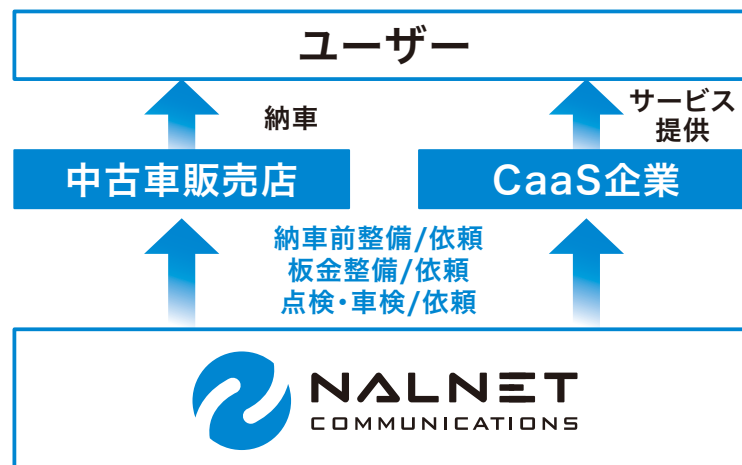 ユーザー
納車
サービス
提供
中古車販売店
CaaS企業
納車前整備/依頼
板金整備/依頼
点検・車検/依頼
NALNET
COMMUNICATIONS